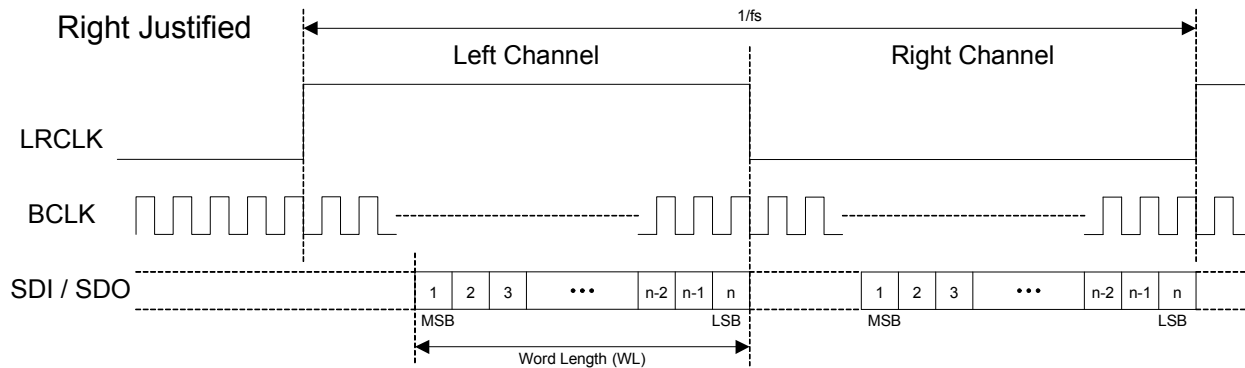 Right Justified
1/fs
Left Channel
Right Channel
LRCLK
BCLK
SDI / SDO
1 2 3 ••• n-2 n-1 n
1 2 3 ••• n-2 n-1 n
MSB LSB
MSB LSB
Word Length (WL)